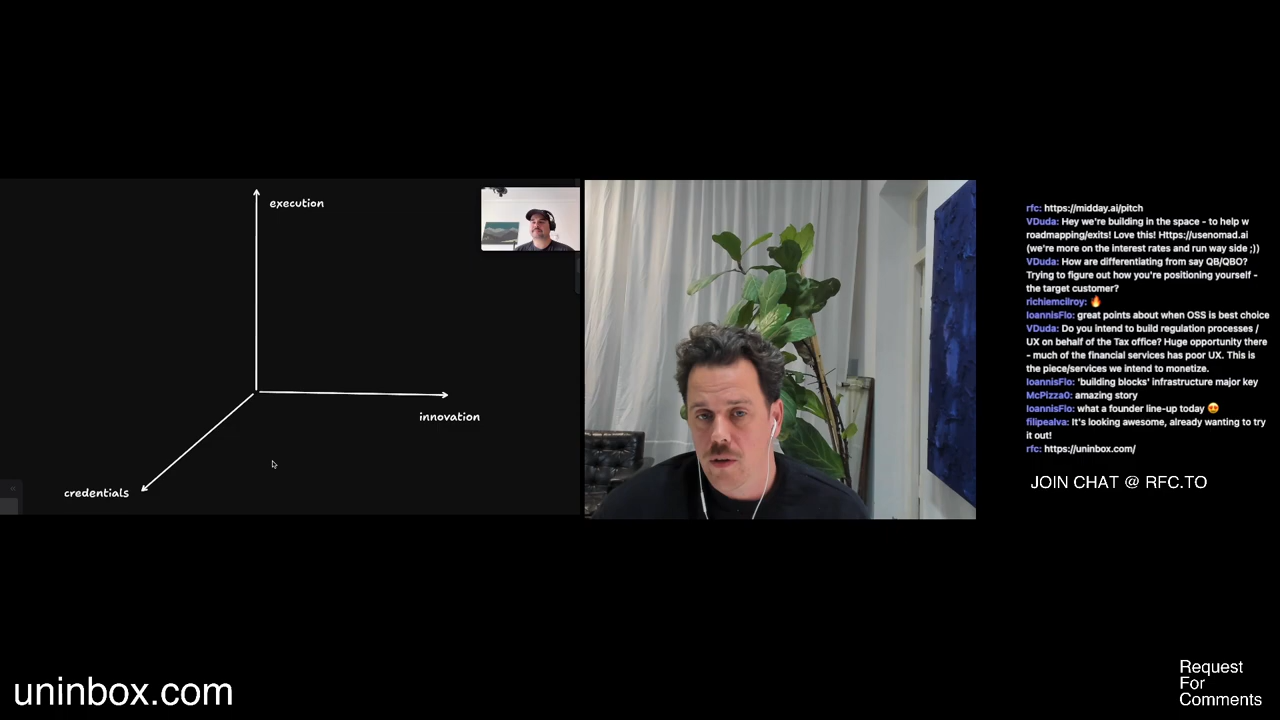 execution
innovation
credentials
rfc: https://midday.ai/pitch
VDuda: Hey we're building in the space - to help w
roadmapping/exits! Love this! Https://usenomad.ai
(we're more on the interest rates and run way side ;))
VDuda: How are differentiating from say QB/QBO?
Trying to figure out how you're positioning yourself -
the target customer?
richiemcilroy: 🔥
IoannisFlo: great points about when OSS is best choice
VDuda: Do you intend to build regulation processes /
UX on behalf of the Tax office? Huge opportunity there
- much of the financial services has poor UX. This is
the piece/services we intend to monetize.
IoannisFlo: 'building blocks' infrastructure major key
McPizza0: amazing story
IoannisFlo: what a founder line-up today 😍
filipealva: It's looking awesome, already wanting to try
it out!
rfc: https://uninbox.com/
JOIN CHAT @ RFC.TO
uninbox.com
Request
For
Comments